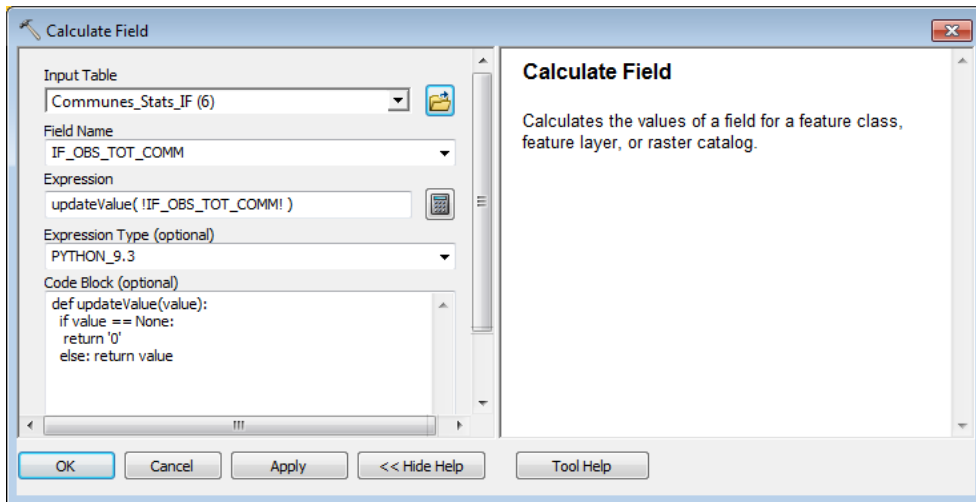 Calculate Field
Input Table
Communes_Stats_IF (6)
Field Name
IF_OBS_TOT_COMM
Expression
updateValue( !IF_OBS_TOT_COMM! )
Expression Type (optional)
PYTHON_9.3
Code Block (optional)
def updateValue(value):
  if value == None:
   return '0'
  else: return value
Calculate Field
Calculates the values of a field for a feature class,
feature layer, or raster catalog.
OK
Cancel
Apply
<< Hide Help
Tool Help